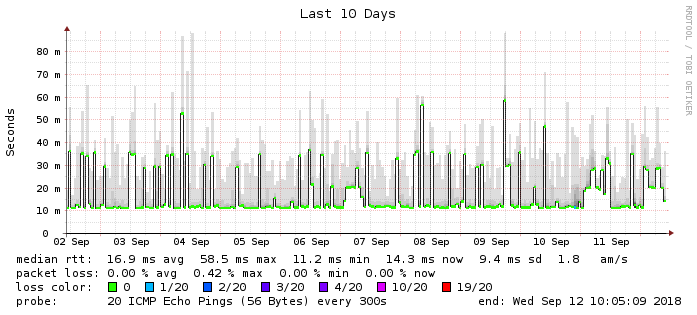 Last 10 Days
RRDTOOL / TOBI OETIKER
Seconds
80 m
70 m
60 m
50 m
40 m
30 m
20 m
10 m
0
02 Sep 03 Sep 04 Sep 05 Sep 06 Sep 07 Sep 08 Sep 09 Sep 10 Sep 11 Sep
median rtt: 16.9 ms avg 58.5 ms max 11.2 ms min 14.3 ms now 9.4 ms sd 1.8 am/s
packet loss: 0.00 % avg 0.42 % max 0.00 % min 0.00 % now
loss color: 0 1/20 2/20 3/20 4/20 10/20 19/20
probe: 20 ICMP Echo Pings (56 Bytes) every 300s end: Wed Sep 12 10:05:09 2018